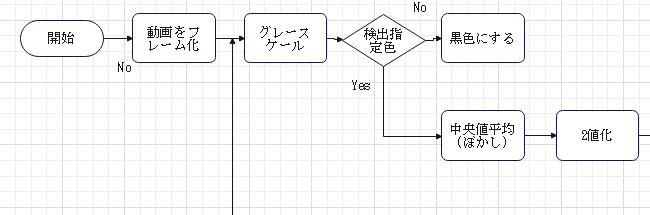 No
開始
動画をフ
レーム化
グレース
ケール
検出指
定色
黒色にする
No
Yes
中央値平均
(ぼかし)
2値化